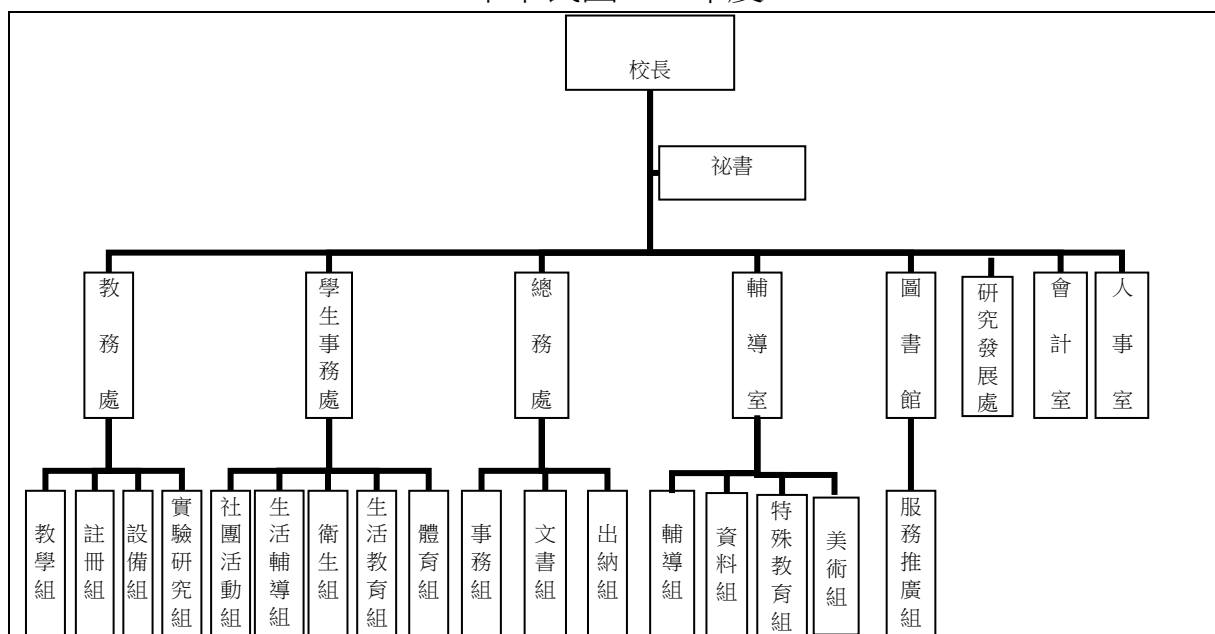 校長
祕書
教務處
學生事務處
總務處
輔導室
圖書館
研究發展處
會計室
人事室
教學組
註冊組
設備組
實驗研究組
社團活動組
生活輔導組
衛生組
生活教育組
體育組
事務組
文書組
出納組
輔導組
資料組
特殊教育組
美術組
服務推廣組